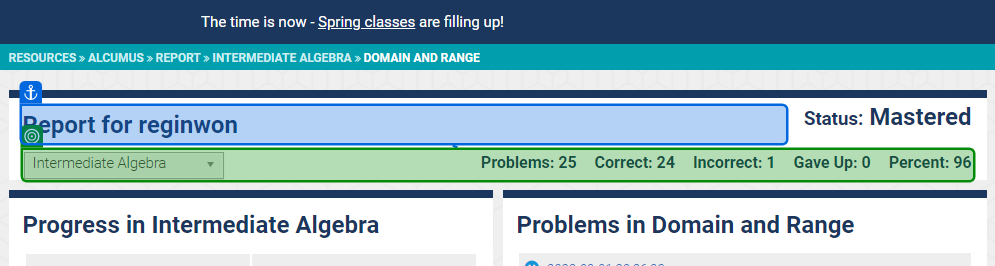 The time is now - Spring classes are filling up!
RESOURCES » ALCUMUS » REPORT » INTERMEDIATE ALGEBRA » DOMAIN AND RANGE
Report for reginwon
Status: Mastered
Intermediate Algebra
Problems: 25 Correct: 24 Incorrect: 1 Gave Up: 0 Percent: 96
Progress in Intermediate Algebra
Problems in Domain and Range